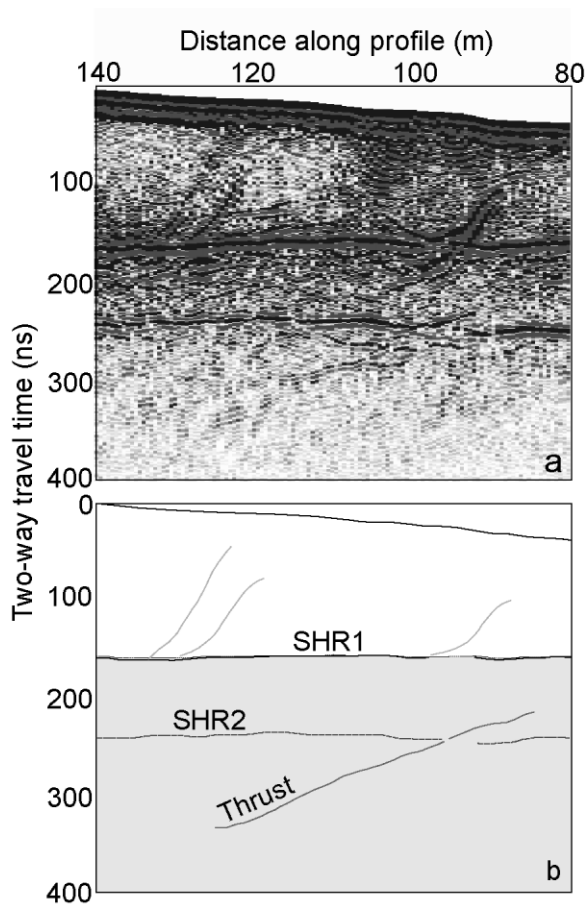 Distance along profile (m)
140 120 100 80
100
200
300
400
a
Two-way travel time (ns)
0
100
SHR1
200
SHR2
300
Thrust
400
b